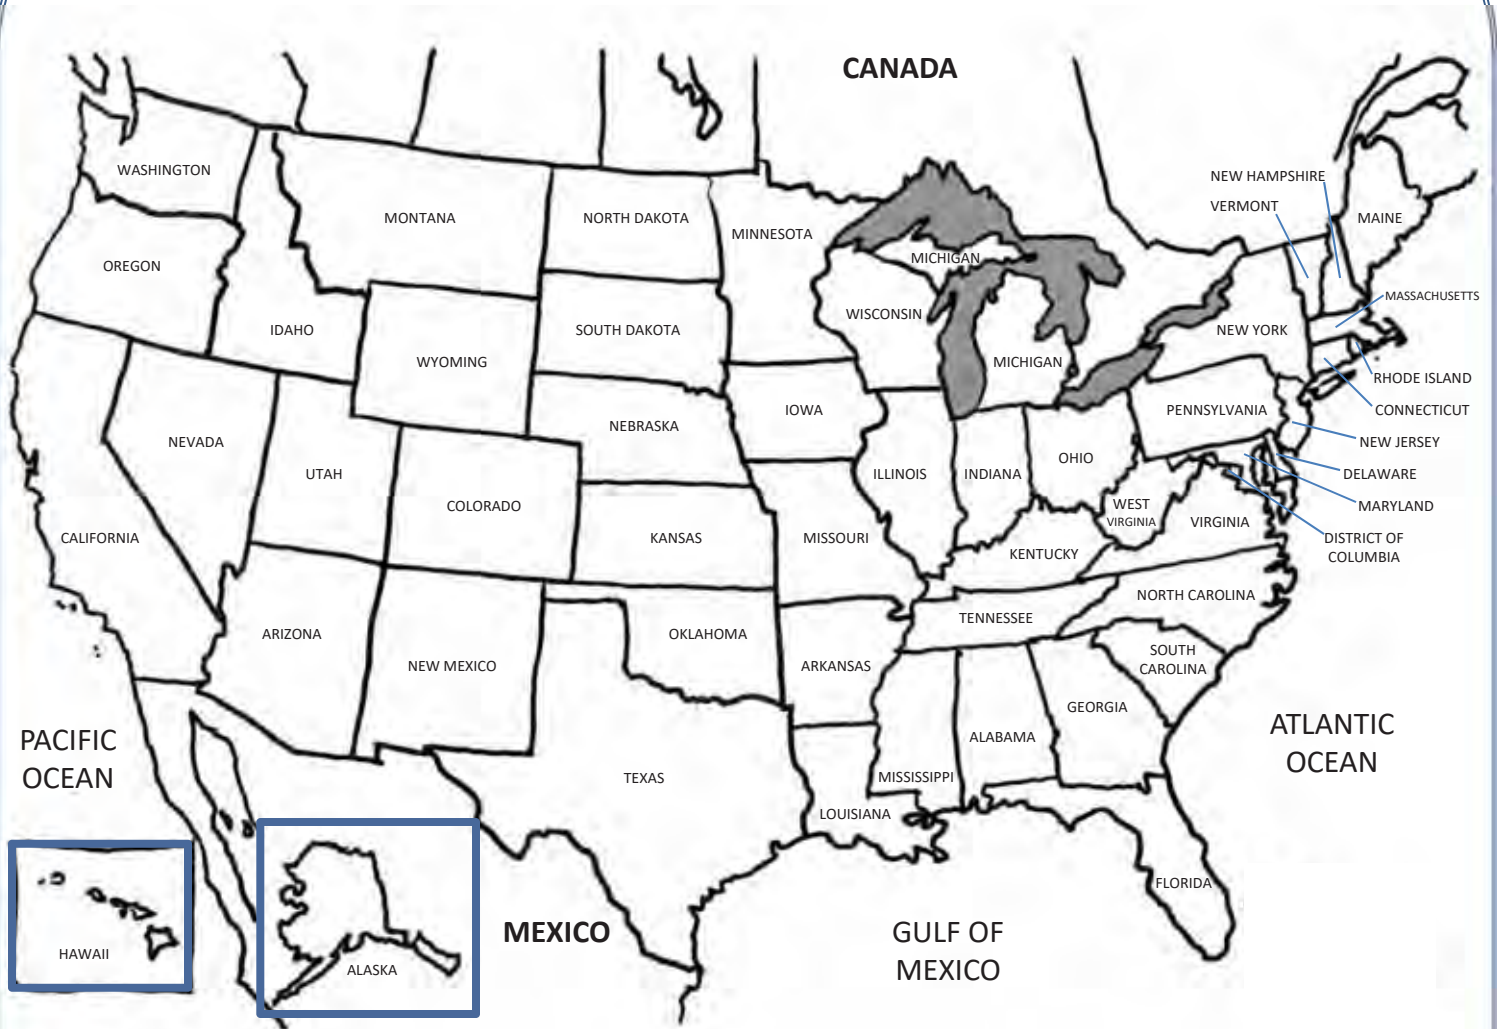 CANADA
WASHINGTON
NEW HAMPSHIRE
VERMONT
MONTANA
NORTH DAKOTA
MINNESOTA
MAINE
OREGON
MICHIGAN
MASSACHUSETTS
IDAHO
SOUTH DAKOTA
WISCONSIN
NEW YORK
WYOMING
MICHIGAN
RHODE ISLAND
IOWA
PENNSYLVANIA
CONNECTICUT
NEBRASKA
NEVADA
NEW JERSEY
OHIO
UTAH
ILLINOIS
INDIANA
DELAWARE
COLORADO
WEST
VIRGINIA
MARYLAND
CALIFORNIA
KANSAS
MISSOURI
VIRGINIA
DISTRICT OF
COLUMBIA
KENTUCKY
NORTH CAROLINA
TENNESSEE
ARIZONA
OKLAHOMA
NEW MEXICO
ARKANSAS
SOUTH
CAROLINA
GEORGIA
PACIFIC
OCEAN
ALABAMA
ATLANTIC
OCEAN
TEXAS
MISSISSIPPI
LOUISIANA
FLORIDA
HAWAII
ALASKA
MEXICO
GULF OF
MEXICO